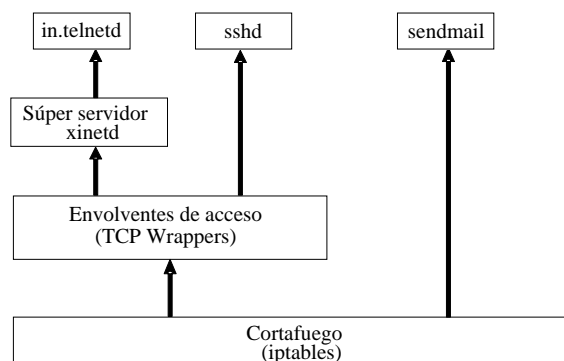 in.telnetd
sshd
sendmail
Súper servidor
xinetd
Envolventes de acceso
(TCP Wrappers)
Cortafuego
(iptables)